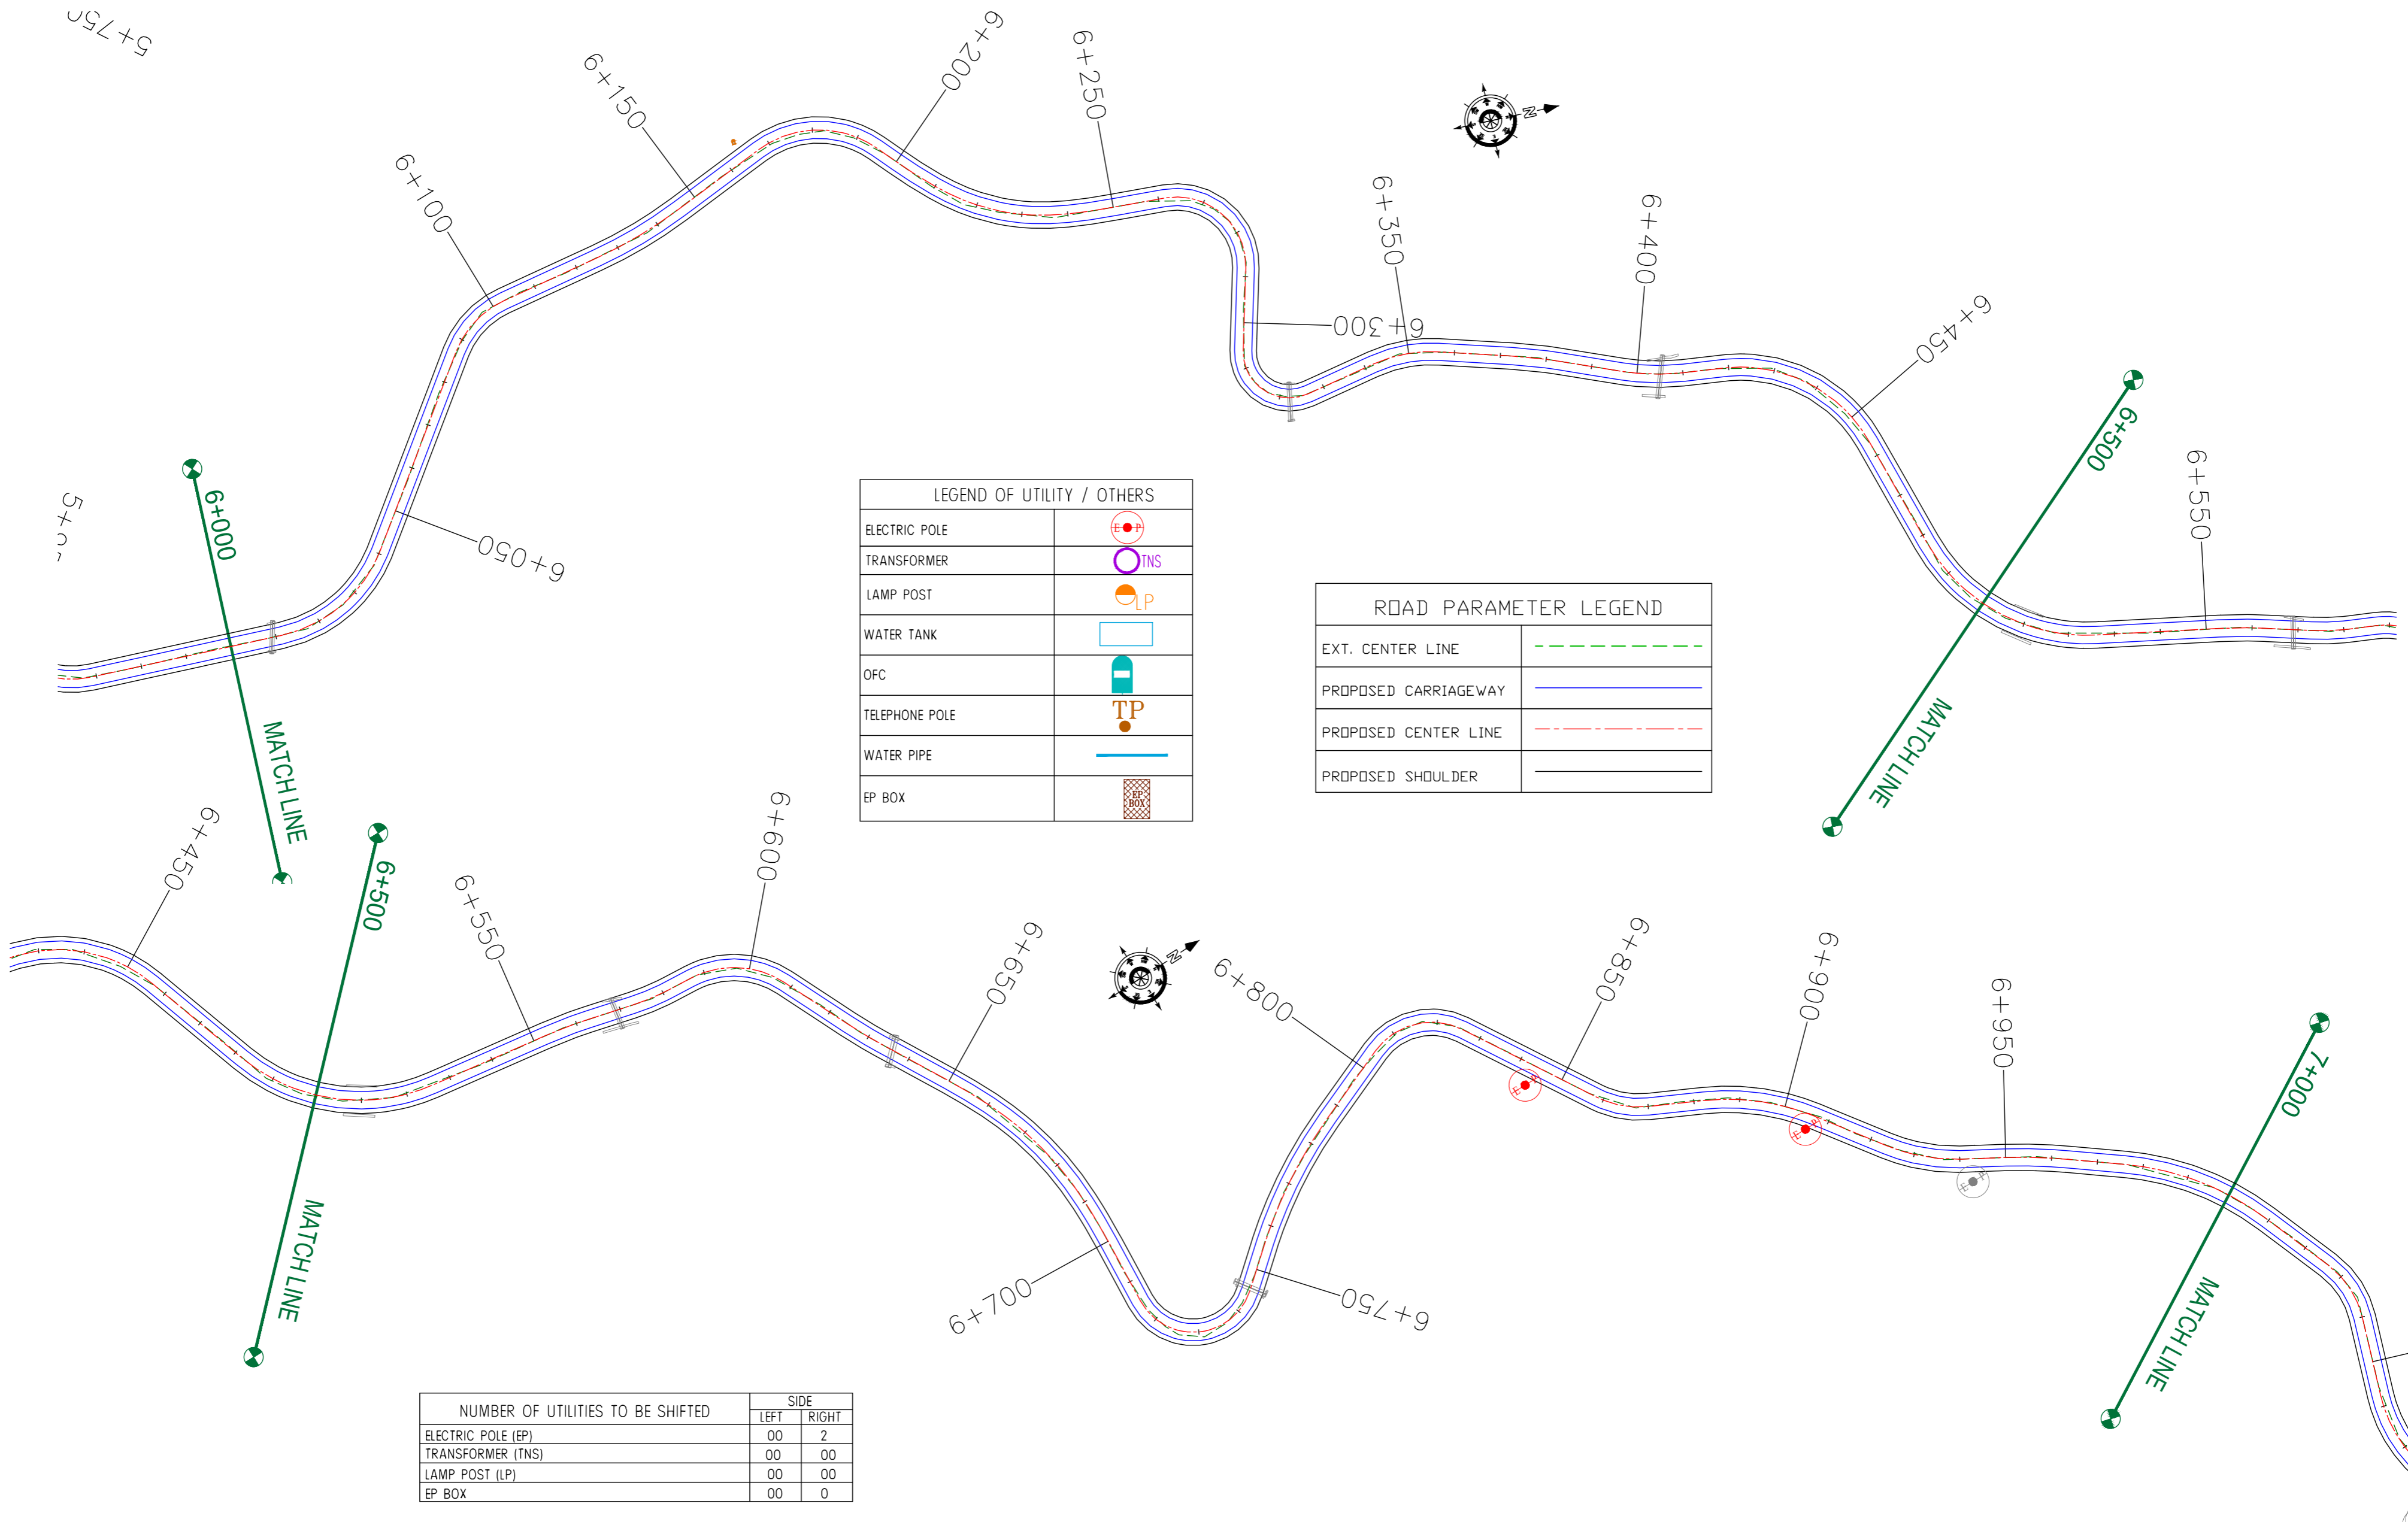 5+750
6+150
6+200
6+250
N
6+100
6+350
6+400
6+300
6+450
6+500
6+550
6+000
6+050
MATCH LINE
MATCH LINE
LEGEND OF UTILITY / OTHERS
ELECTRIC POLE
E P
TRANSFORMER
TNS
LAMP POST
LP
WATER TANK
OFC
TELEPHONE POLE
TP
WATER PIPE
EP BOX
EP
BOX
ROAD PARAMETER LEGEND
EXT. CENTER LINE
PROPOSED CARRIAGEWAY
PROPOSED CENTER LINE
PROPOSED SHOULDER
6+450
6+500
6+550
6+600
6+650
N
6+800
6+850
6+900
6+950
7+000
E P
E P
E P
6+700
6+750
MATCH LINE
MATCH LINE
NUMBER OF UTILITIES TO BE SHIFTED
SIDE
LEFT RIGHT
ELECTRIC POLE (EP) 00 2
TRANSFORMER (TNS) 00 00
LAMP POST (LP) 00 00
EP BOX 00 0